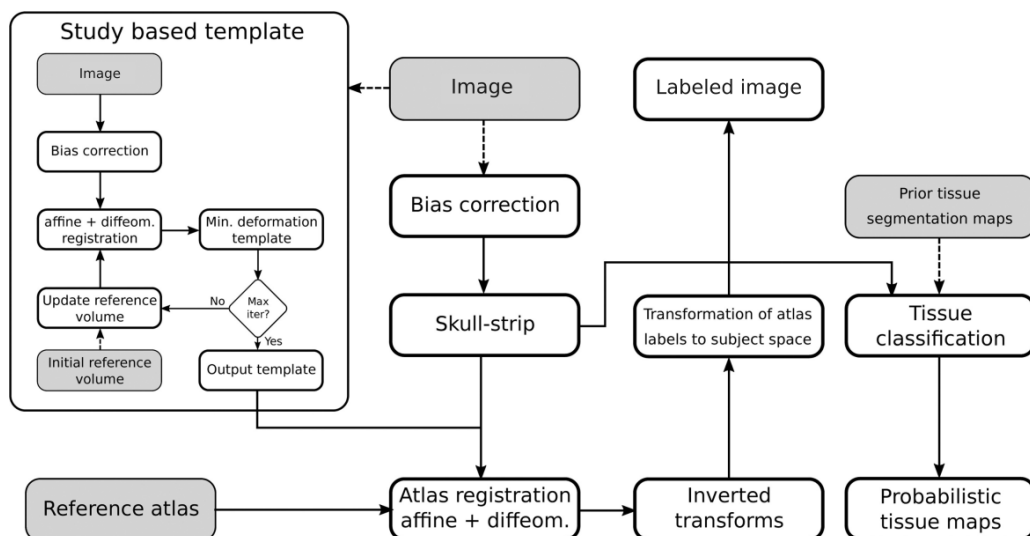 Study based template
Image
Bias correction
affine + diffeom.
registration
Min. deformation
template
Update reference
volume
No
Max
iter?
Yes
Initial reference
volume
Output template
Image
Bias correction
Skull-strip
Labeled image
Transformation of atlas
labels to subject space
Prior tissue
segmentation maps
Tissue
classification
Reference atlas
Atlas registration
affine + diffeom.
Inverted
transforms
Probabilistic
tissue maps